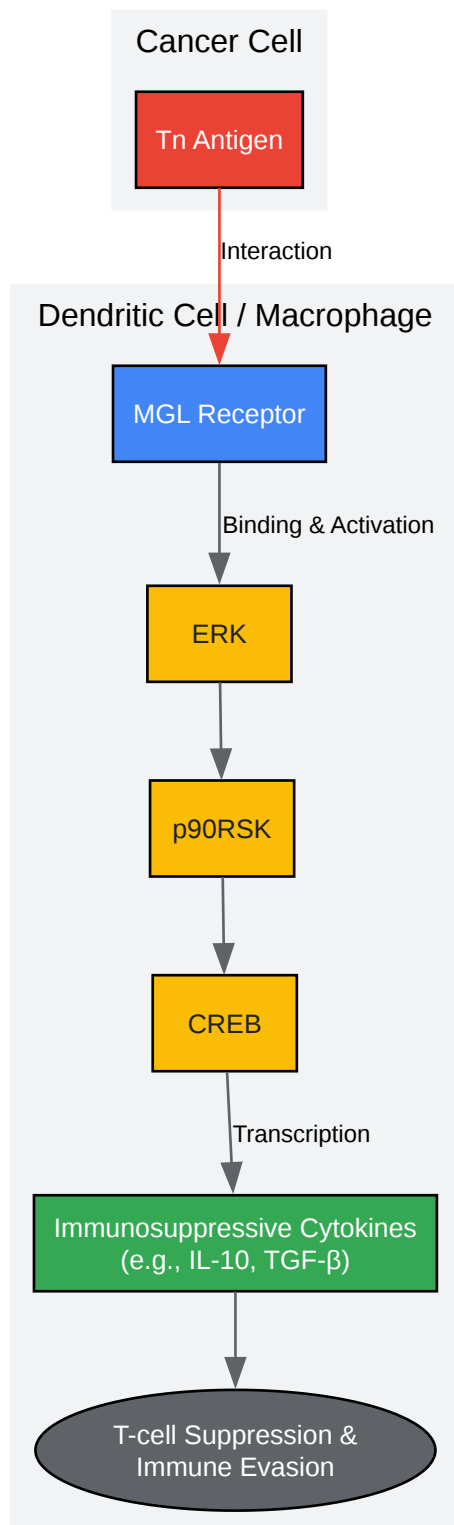 Cancer Cell
Tn Antigen
Interaction
Dendritic Cell / Macrophage
MGL Receptor
Binding & Activation
ERK
p90RSK
CREB
Transcription
Immunosuppressive Cytokines
(e.g., IL-10, TGF-β)
T-cell Suppression &
Immune Evasion